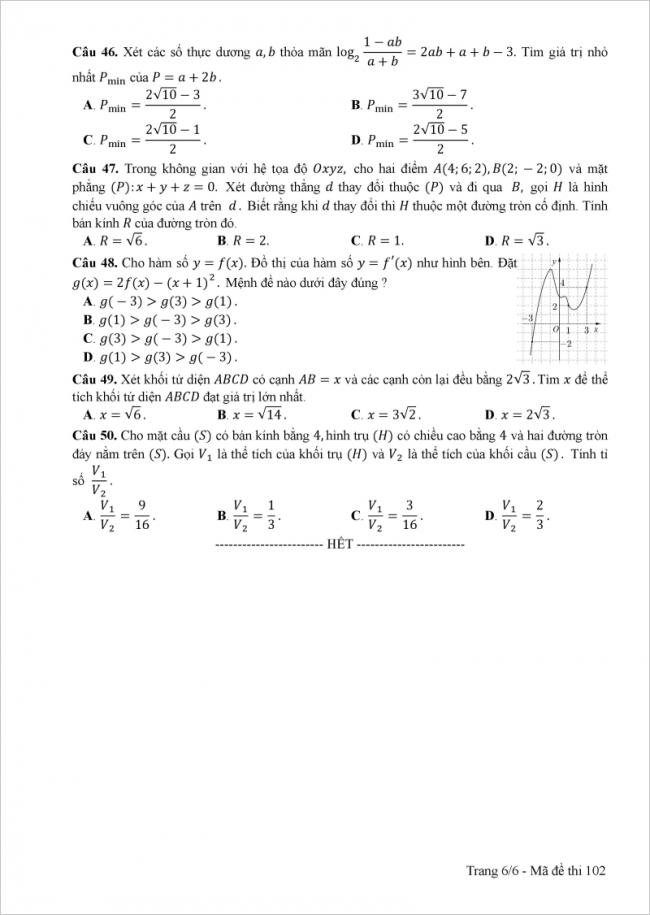 Câu 46. Xét các số thực dương a, b thỏa mãn log₂ (1 − ab)/(a + b) = 2ab + a + b − 3. Tìm giá trị nhỏ
nhất Pmin của P = a + 2b .
A. Pmin = (2√10 − 3)/2 . B. Pmin = (3√10 − 7)/2 .
C. Pmin = (2√10 − 1)/2 . D. Pmin = (2√10 − 5)/2 .
Câu 47. Trong không gian với hệ tọa độ Oxyz, cho hai điểm A(4; 6; 2), B(2; − 2; 0) và mặt
phẳng (P): x + y + z = 0. Xét đường thẳng d thay đổi thuộc (P) và đi qua B, gọi H là hình
chiếu vuông góc của A trên d . Biết rằng khi d thay đổi thì H thuộc một đường tròn cố định. Tính
bán kính R của đường tròn đó.
A. R = √6 . B. R = 2. C. R = 1. D. R = √3 .
Câu 48. Cho hàm số y = f(x). Đồ thị của hàm số y = f′(x) như hình bên. Đặt
g(x) = 2f(x) − (x + 1)² . Mệnh đề nào dưới đây đúng ?
A. g( − 3) > g(3) > g(1) .
B. g(1) > g( − 3) > g(3) .
C. g(3) > g( − 3) > g(1) .
D. g(1) > g(3) > g( − 3) .
y
4
2
−3
O 1 3 x
−2
Câu 49. Xét khối tứ diện ABCD có cạnh AB = x và các cạnh còn lại đều bằng 2√3 . Tìm x để thể
tích khối tứ diện ABCD đạt giá trị lớn nhất.
A. x = √6 . B. x = √14 . C. x = 3√2 . D. x = 2√3 .
Câu 50. Cho mặt cầu (S) có bán kính bằng 4, hình trụ (H) có chiều cao bằng 4 và hai đường tròn
đáy nằm trên (S). Gọi V₁ là thể tích của khối trụ (H) và V₂ là thể tích của khối cầu (S) . Tính tỉ
số V₁/V₂ .
A. V₁/V₂ = 9/16 . B. V₁/V₂ = 1/3 . C. V₁/V₂ = 3/16 . D. V₁/V₂ = 2/3 .
------------------------ HẾT ------------------------
Trang 6/6 - Mã đề thi 102